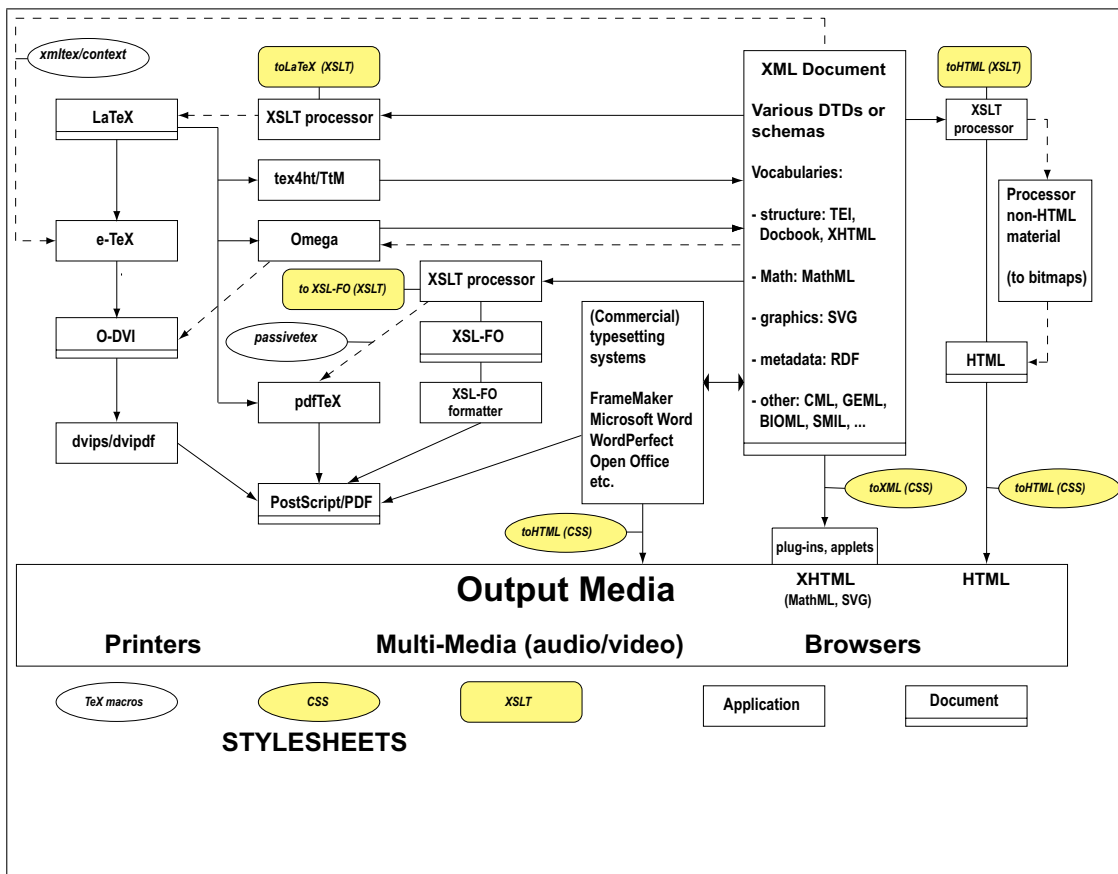 xmltex/context
toLaTeX (XSLT)
XML Document
toHTML (XSLT)
LaTeX
XSLT processor
Various DTDs or
schemas
XSLT
processor
tex4ht/TtM
Vocabularies:
Processor
non-HTML
material
(to bitmaps)
e-TeX
Omega
- structure: TEI,
Docbook, XHTML
to XSL-FO (XSLT)
XSLT processor
- Math: MathML
O-DVI
passivetex
XSL-FO
(Commercial)
typesetting
systems
- graphics: SVG
- metadata: RDF
HTML
pdfTeX
XSL-FO
formatter
FrameMaker
Microsoft Word
WordPerfect
Open Office
etc.
- other: CML, GEML,
BIOML, SMIL, ...
dvips/dvipdf
PostScript/PDF
toXML (CSS)
toHTML (CSS)
toHTML (CSS)
plug-ins, applets
Output Media
XHTML
(MathML, SVG)
HTML
Printers
Multi-Media (audio/video)
Browsers
TeX macros
CSS
XSLT
Application
Document
STYLESHEETS